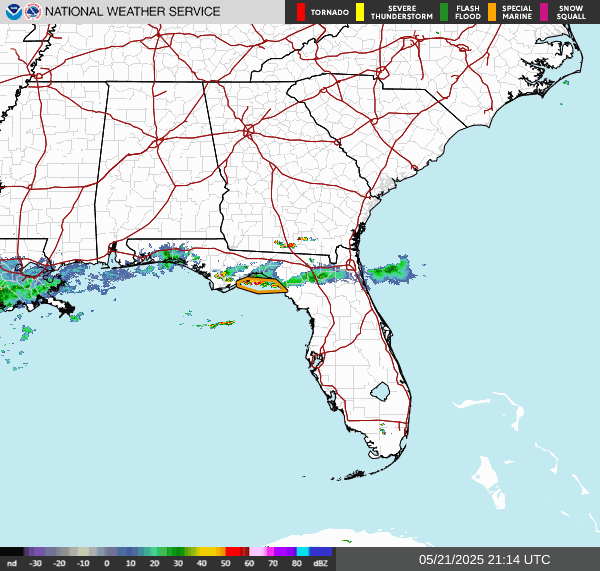 NATIONAL WEATHER SERVICE
TORNADO
SEVERE
THUNDERSTORM
FLASH
FLOOD
SPECIAL
MARINE
SNOW
SQUALL
nd -30 -20 -10 0 10 20 30 40 50 60 70 80 dBZ
05/21/2025 21:14 UTC